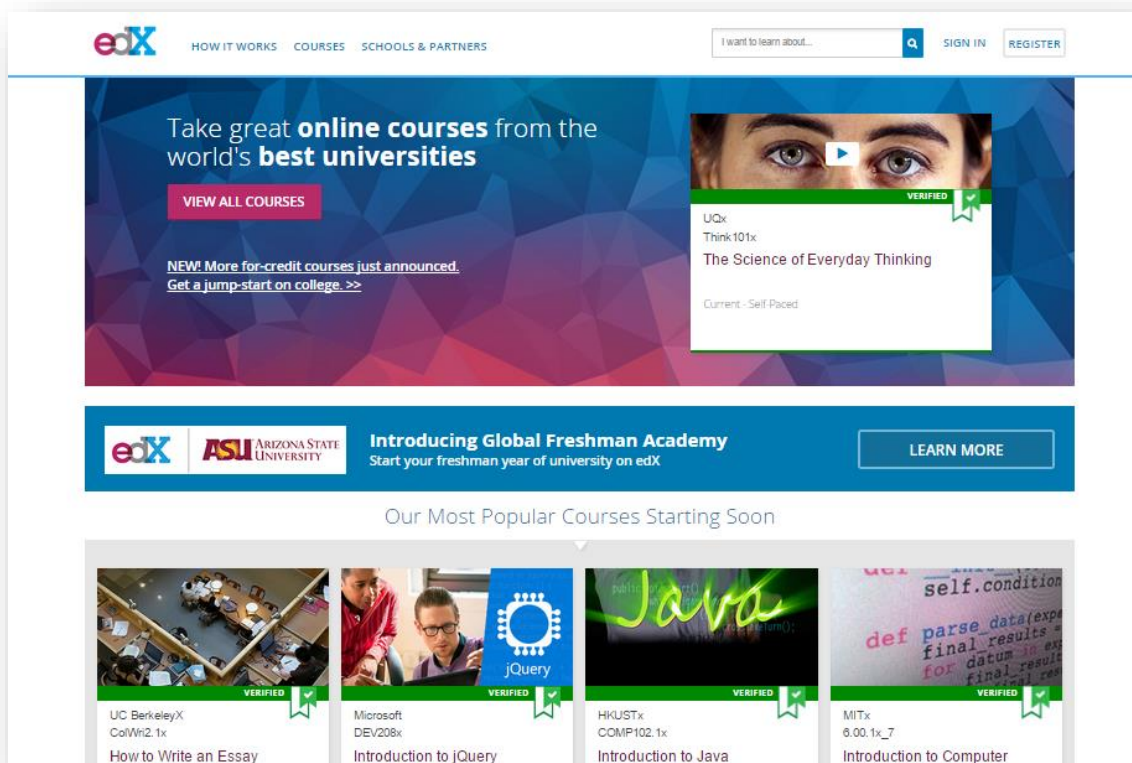 edX
HOW IT WORKS COURSES SCHOOLS & PARTNERS
I want to learn about...
SIGN IN
REGISTER
Take great online courses from the
world's best universities
VIEW ALL COURSES
NEW! More for-credit courses just announced.
Get a jump-start on college. >>
VERIFIED
UQx
Think101x
The Science of Everyday Thinking
Current - Self-Paced
edX
ASU ARIZONA STATE
UNIVERSITY
Introducing Global Freshman Academy
Start your freshman year of university on edX
LEARN MORE
Our Most Popular Courses Starting Soon
jQuery
VERIFIED
UC BerkeleyX
ColWri2.1x
How to Write an Essay
VERIFIED
Microsoft
DEV208x
Introduction to jQuery
Java
VERIFIED
HKUSTx
COMP102.1x
Introduction to Java
self.condition
def parse_data(expe
final_results =
for datum in exp
VERIFIED
MITx
6.00.1x_7
Introduction to Computer